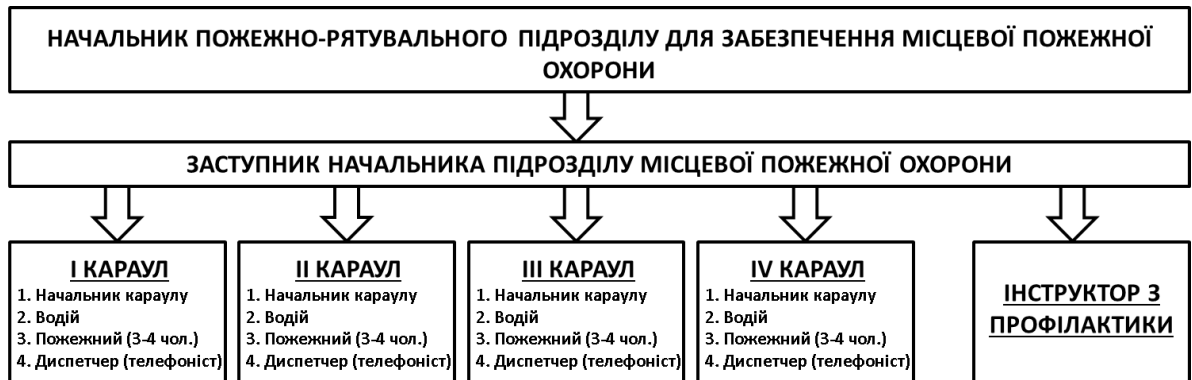 НАЧАЛЬНИК ПОЖЕЖНО-РЯТУВАЛЬНОГО ПІДРОЗДІЛУ ДЛЯ ЗАБЕЗПЕЧЕННЯ МІСЦЕВОЇ ПОЖЕЖНОЇ
ОХОРОНИ
ЗАСТУПНИК НАЧАЛЬНИКА ПІДРОЗДІЛУ МІСЦЕВОЇ ПОЖЕЖНОЇ ОХОРОНИ
І КАРАУЛ
1. Начальник караулу
2. Водій
3. Пожежний (3-4 чол.)
4. Диспетчер (телефоніст)
ІІ КАРАУЛ
1. Начальник караулу
2. Водій
3. Пожежний (3-4 чол.)
4. Диспетчер (телефоніст)
ІІІ КАРАУЛ
1. Начальник караулу
2. Водій
3. Пожежний (3-4 чол.)
4. Диспетчер (телефоніст)
IV КАРАУЛ
1. Начальник караулу
2. Водій
3. Пожежний (3-4 чол.)
4. Диспетчер (телефоніст)
ІНСТРУКТОР З
ПРОФІЛАКТИКИ